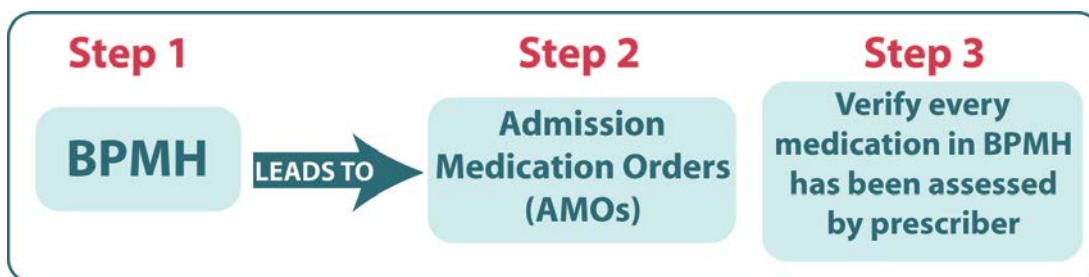 Step 1
BPMH
LEADS TO
Step 2
Admission
Medication Orders
(AMOs)
Step 3
Verify every
medication in BPMH
has been assessed
by prescriber